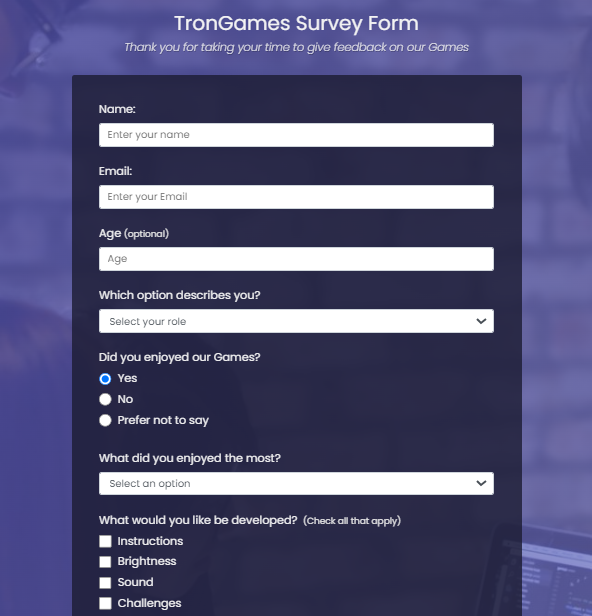 TronGames Survey Form
Thank you for taking your time to give feedback on our Games
Name:
Enter your name
Email:
Enter your Email
Age (optional)
Age
Which option describes you?
Select your role
Did you enjoyed our Games?
Yes
No
Prefer not to say
What did you enjoyed the most?
Select an option
What would you like be developed? (Check all that apply)
Instructions
Brightness
Sound
Challenges